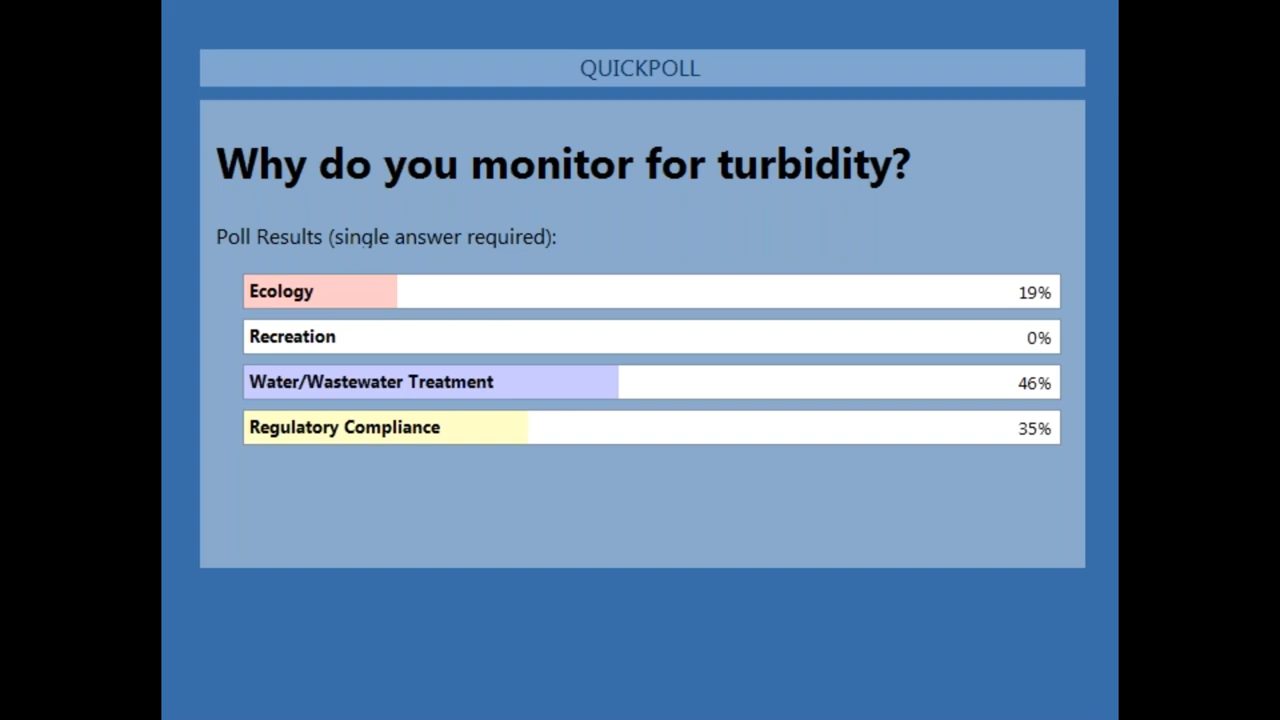 QUICKPOLL
Why do you monitor for turbidity?
Poll Results (single answer required):
Ecology 19%
Recreation 0%
Water/Wastewater Treatment 46%
Regulatory Compliance 35%